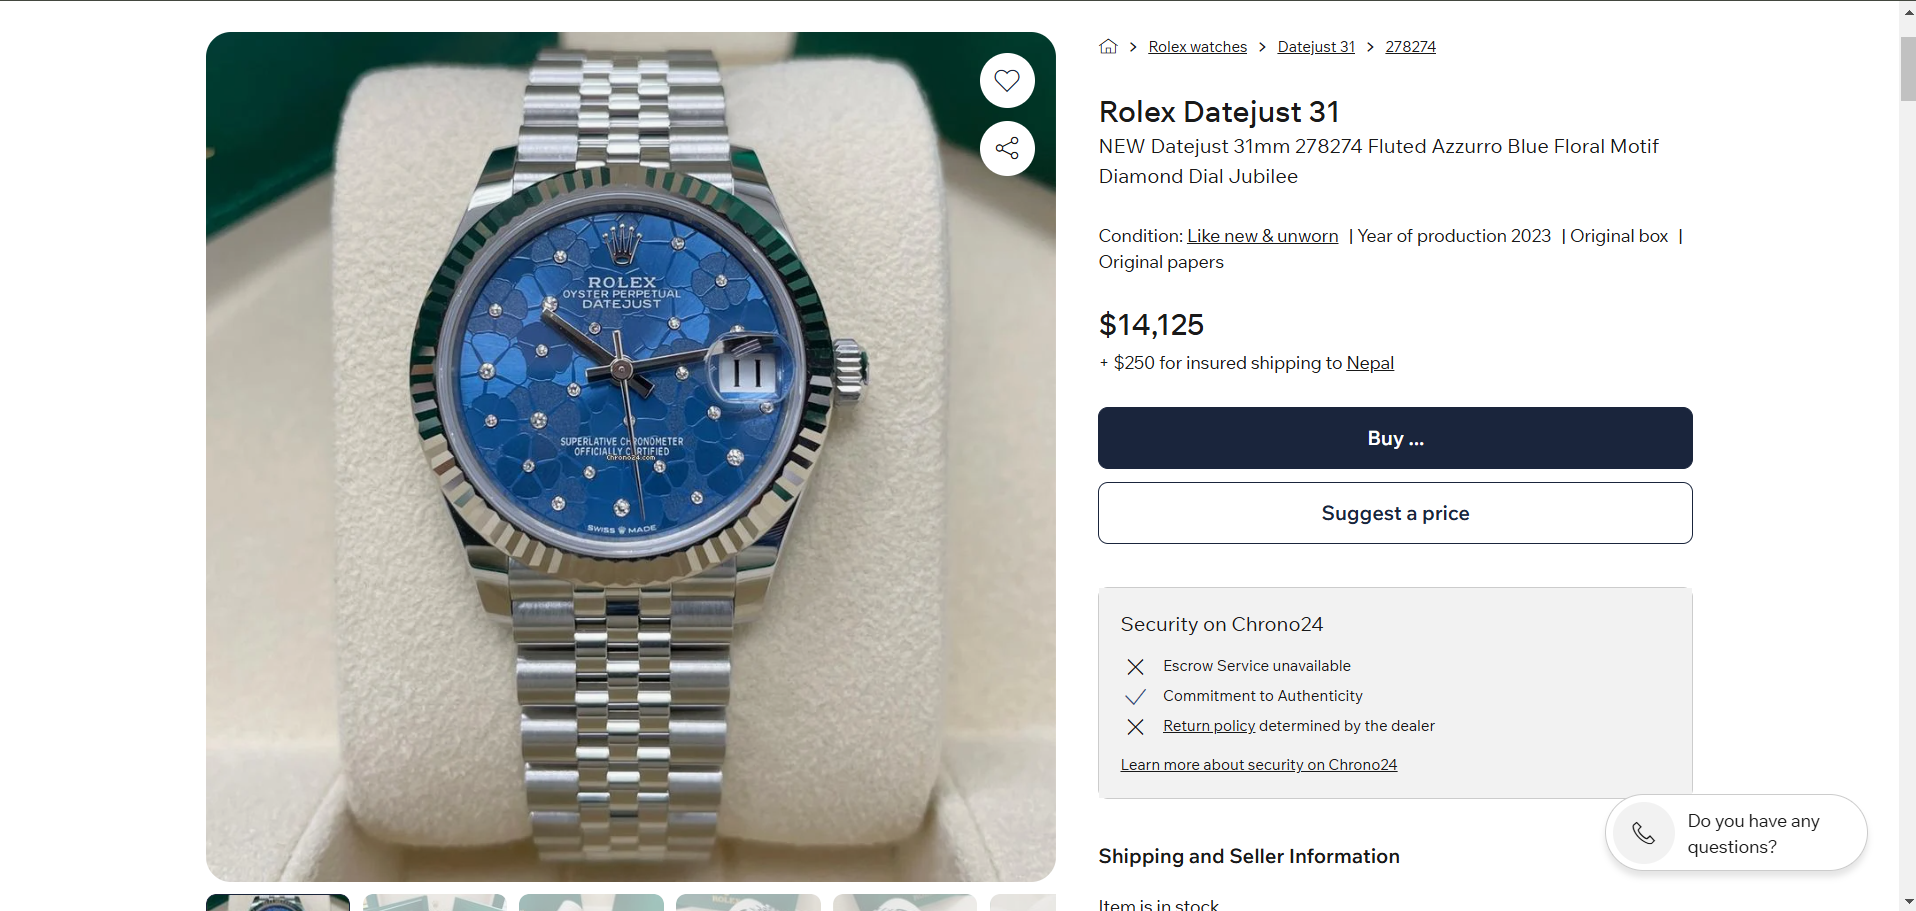 Rolex watches
Datejust 31
278274
Rolex Datejust 31
NEW Datejust 31mm 278274 Fluted Azzurro Blue Floral Motif
Diamond Dial Jubilee
Condition: Like new & unworn | Year of production 2023 | Original box |
Original papers
$14,125
+ $250 for insured shipping to Nepal
Buy ...
Suggest a price
Security on Chrono24
Escrow Service unavailable
Commitment to Authenticity
Return policy determined by the dealer
Learn more about security on Chrono24
Do you have any
questions?
Shipping and Seller Information
Item is in stock
ROLEX
OYSTER PERPETUAL
DATEJUST
11
SUPERLATIVE CHRONOMETER
OFFICIALLY CERTIFIED
Chrono24.com
SWISS MADE